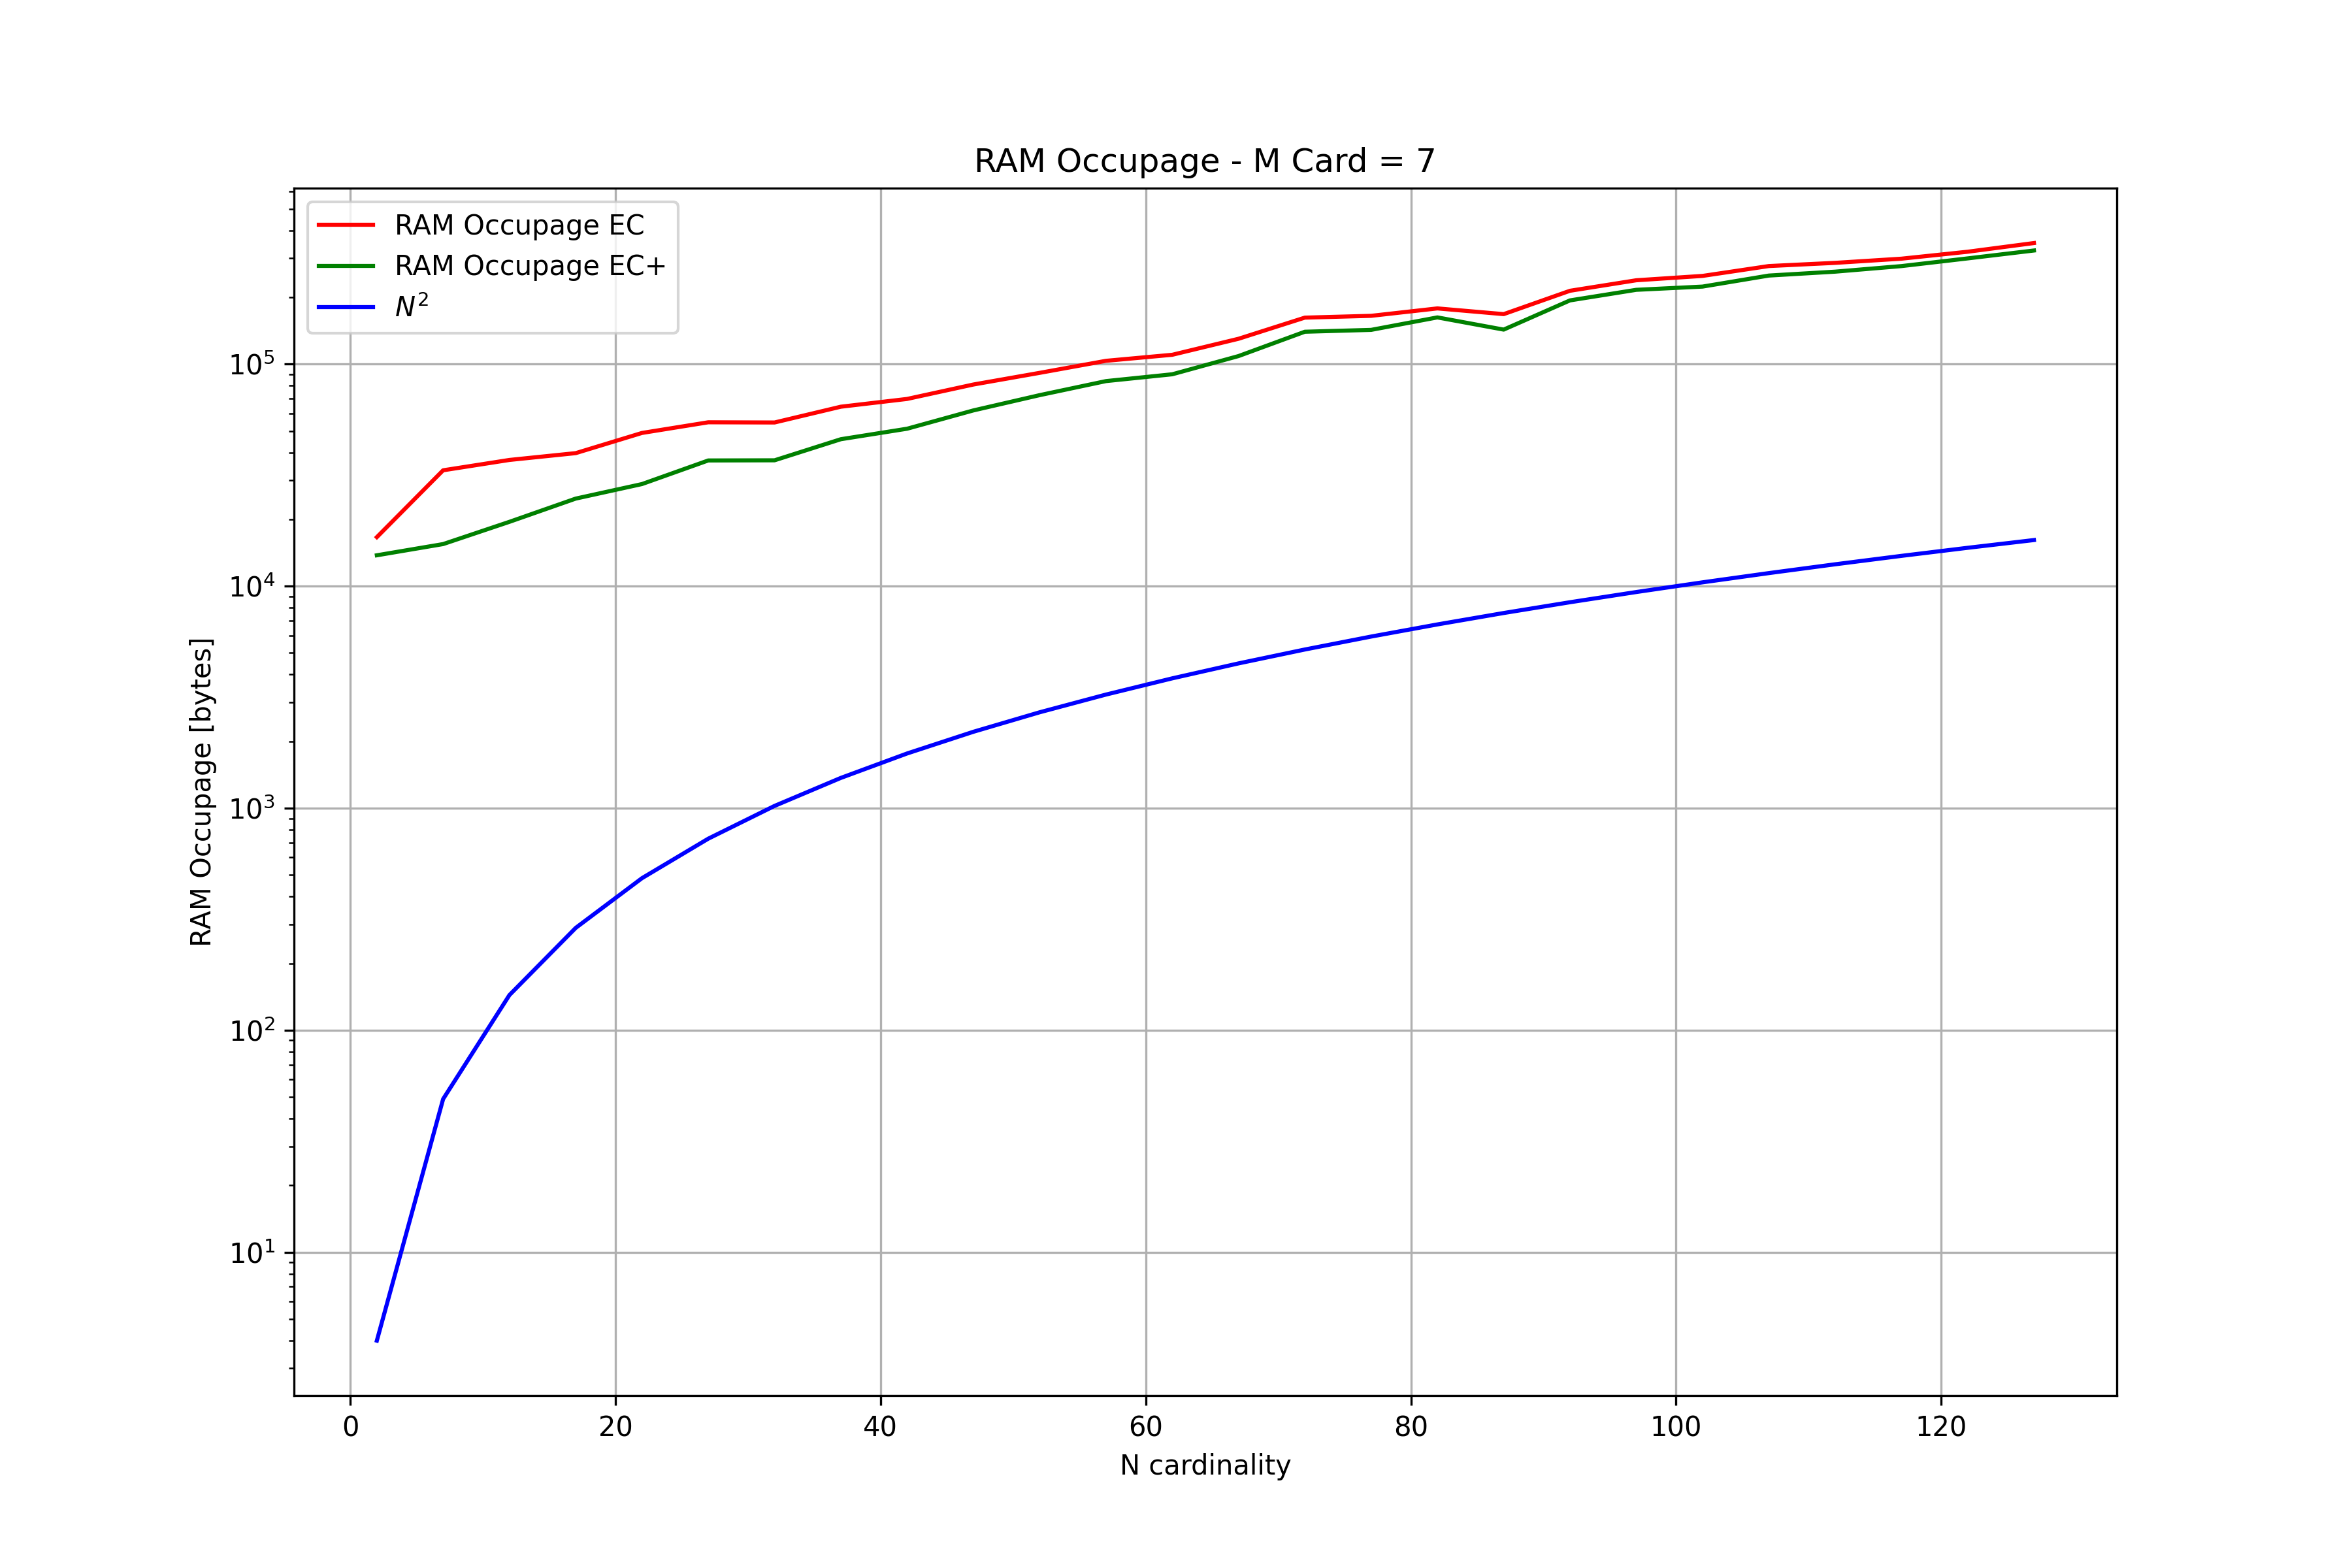 RAM Occupage - M Card = 7
RAM Occupage EC
RAM Occupage EC+
N²
10⁵
10⁴
10³
10²
10¹
RAM Occupage [bytes]
0 20 40 60 80 100 120
N cardinality